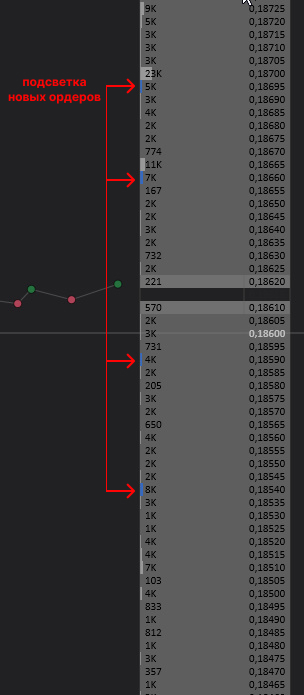 9K 0,18725
5K 0,18720
3K 0,18715
3K 0,18710
3K 0,18705
23K 0,18700
подсветка
новых ордеров
5K 0,18695
3K 0,18690
4K 0,18685
2K 0,18680
2K 0,18675
774 0,18670
11K 0,18665
7K 0,18660
167 0,18655
2K 0,18650
2K 0,18645
3K 0,18640
2K 0,18635
732 0,18630
2K 0,18625
221 0,18620
570 0,18610
2K 0,18605
3K 0,18600
731 0,18595
4K 0,18590
2K 0,18585
205 0,18580
3K 0,18575
2K 0,18570
650 0,18565
4K 0,18560
2K 0,18555
2K 0,18550
2K 0,18545
8K 0,18540
3K 0,18535
1K 0,18530
1K 0,18525
4K 0,18520
4K 0,18515
7K 0,18510
103 0,18505
4K 0,18500
833 0,18495
1K 0,18490
812 0,18485
1K 0,18480
3K 0,18475
357 0,18470
1K 0,18465